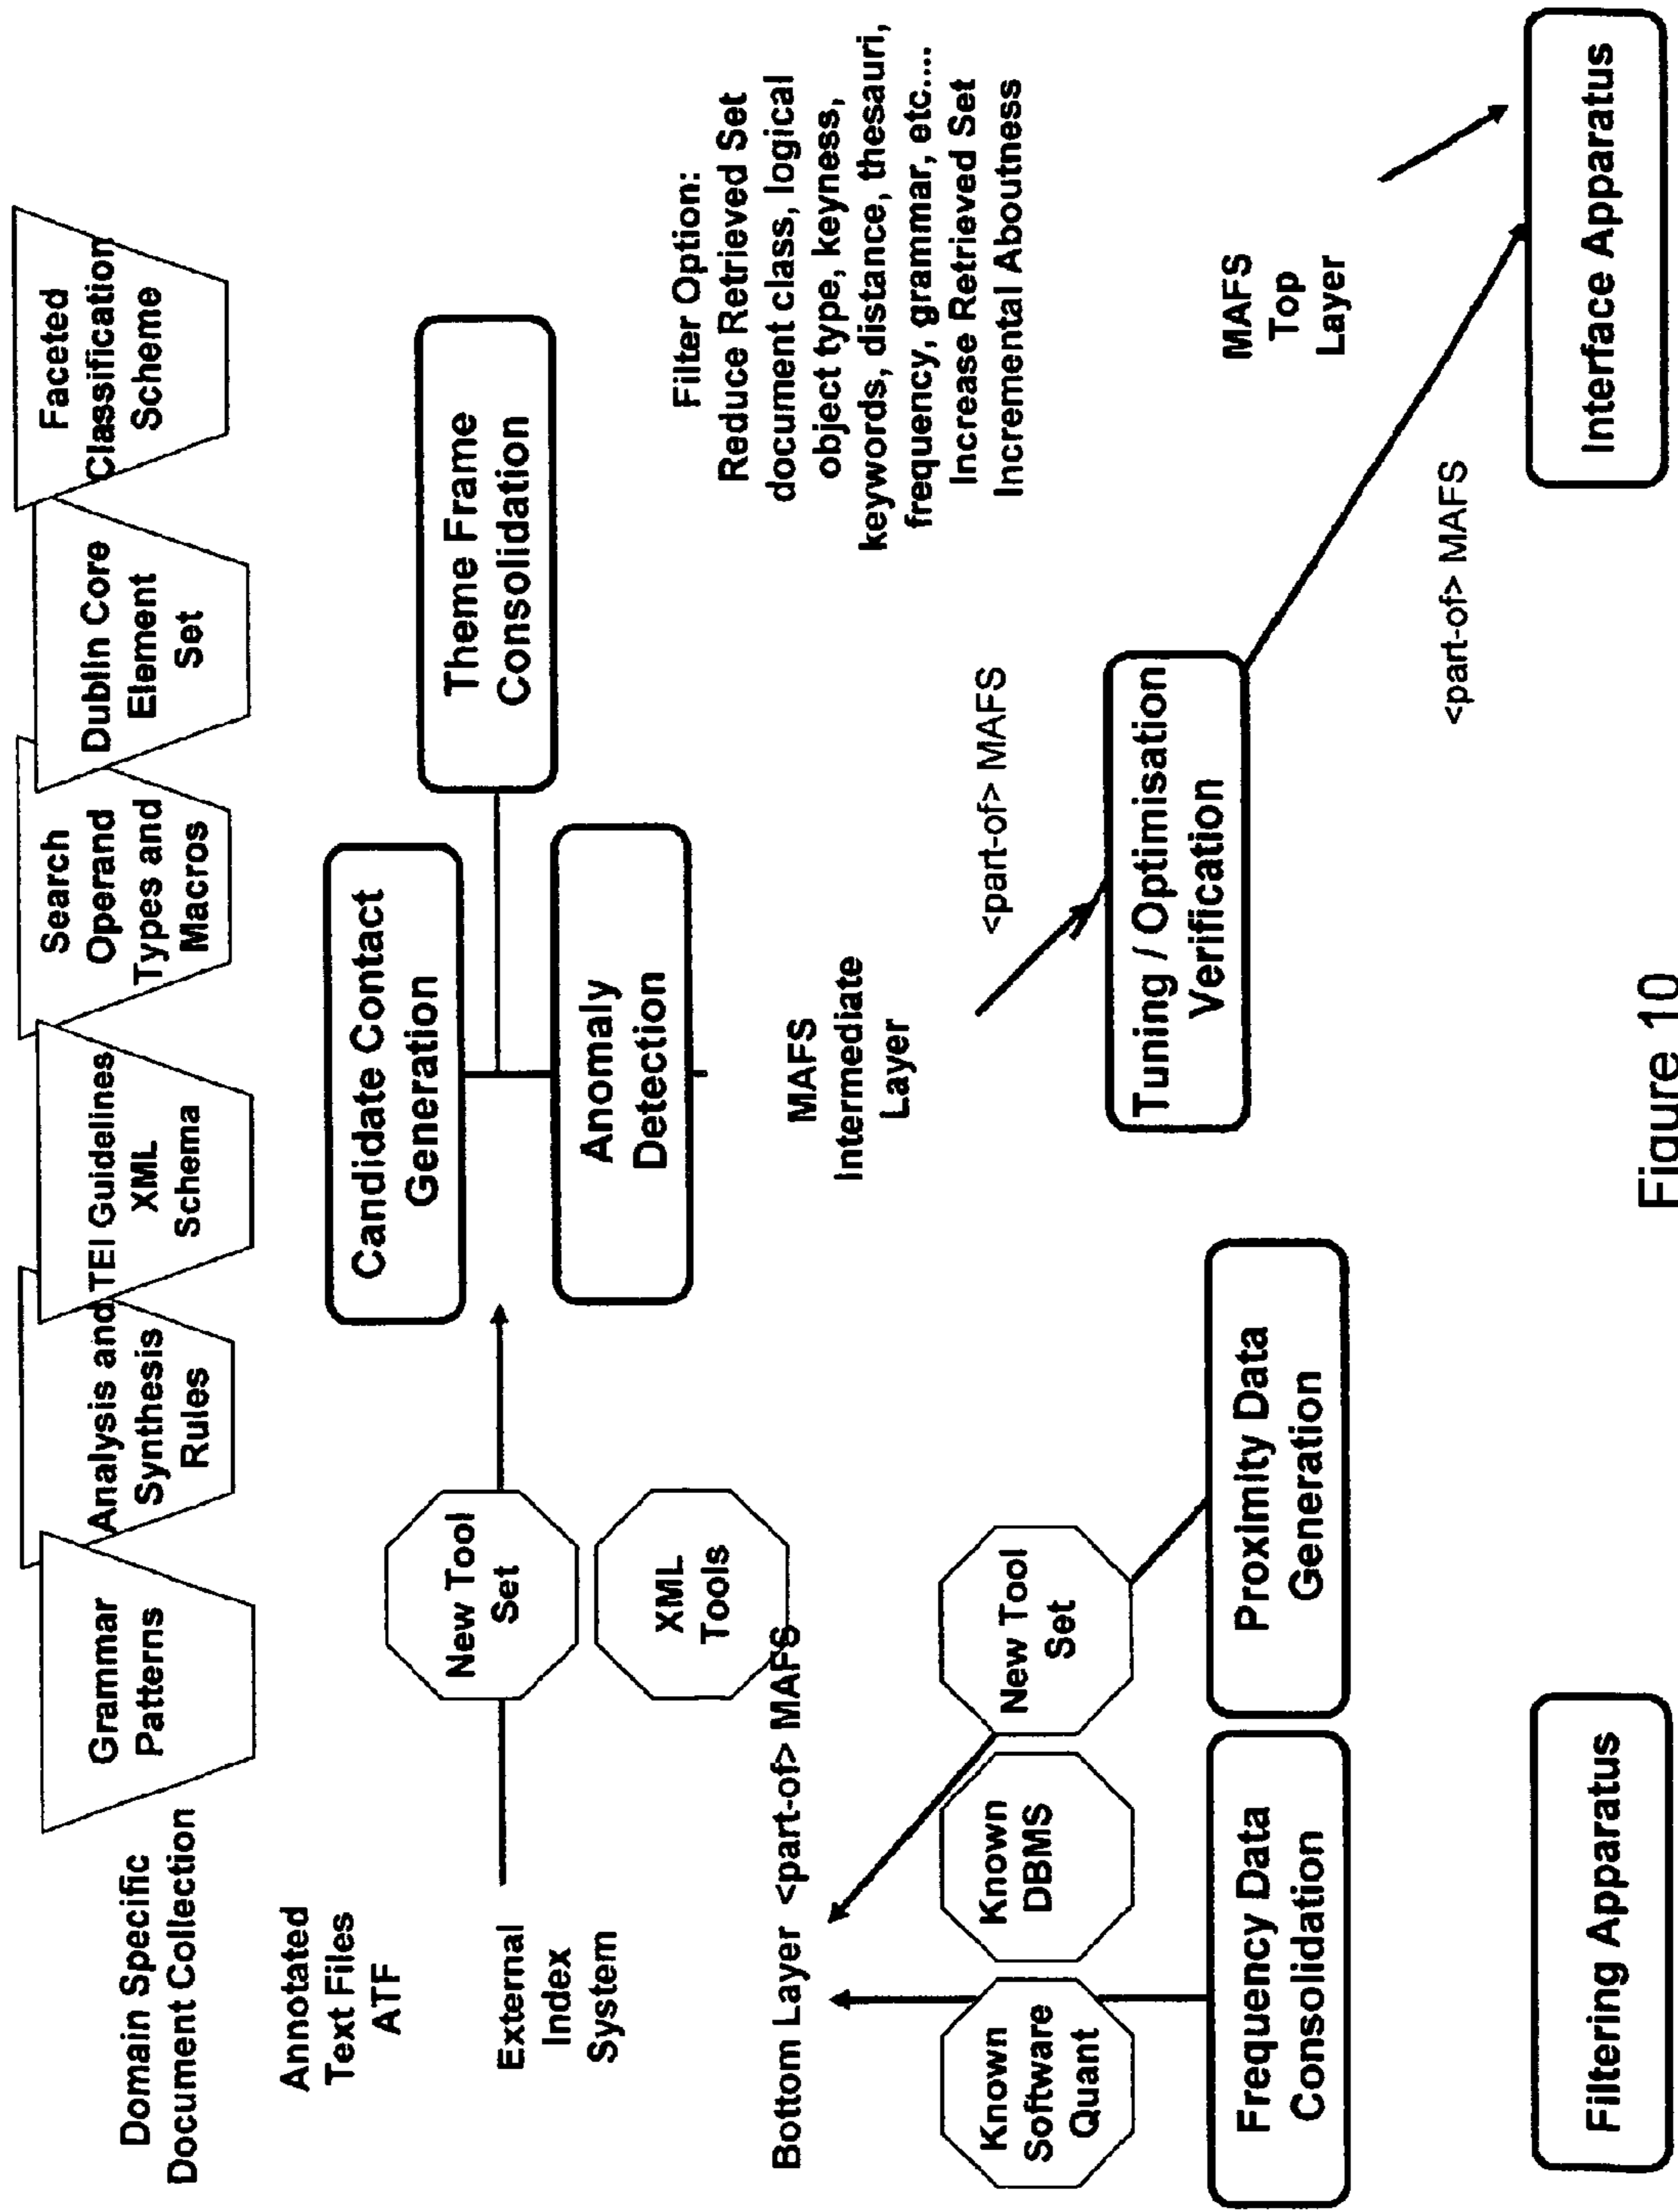 Domain Specific
Document Collection
Grammar
Patterns
Analysis and
Synthesis
Rules
TEI Guidelines
XML
Schema
Search
Operand
Types and
Macros
Dublin Core
Element
Set
Faceted
Classification
Scheme
Annotated
Text Files
ATF
External
Index
System
New Tool
Set
XML
Tools
Candidate Contact
Generation
Anomaly
Detection
Theme Frame
Consolidation
Bottom Layer <part-of> MAFS
MAFS
Intermediate
Layer
Filter Option:
Reduce Retrieved Set
document class, logical
object type, keyness,
keywords, distance, thesauri,
frequency, grammar, etc....
Increase Retrieved Set
Incremental Aboutness
Known
Software
Quant
Known
DBMS
New Tool
Set
<part-of> MAFS
Frequency Data
Consolidation
Proximity Data
Generation
Tuning / Optimisation
Verification
MAFS
Top
Layer
<part-of> MAFS
Filtering Apparatus
Interface Apparatus
Figure 10